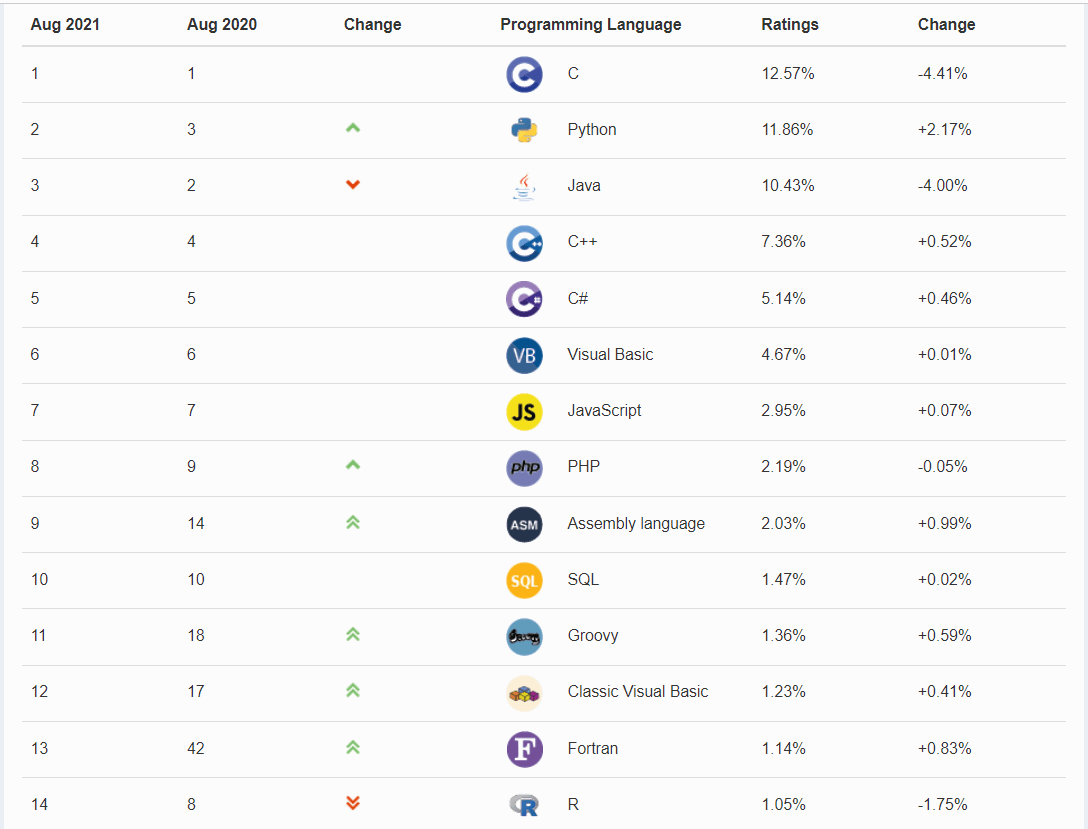 Aug 2021 Aug 2020 Change Programming Language Ratings Change
1 1 C C 12.57% -4.41%
2 3 Python 11.86% +2.17%
3 2 Java 10.43% -4.00%
4 4 C++ C++ 7.36% +0.52%
5 5 C# C# 5.14% +0.46%
6 6 VB Visual Basic 4.67% +0.01%
7 7 JS JavaScript 2.95% +0.07%
8 9 php PHP 2.19% -0.05%
9 14 ASM Assembly language 2.03% +0.99%
10 10 SQL SQL 1.47% +0.02%
11 18 Groovy 1.36% +0.59%
12 17 Classic Visual Basic 1.23% +0.41%
13 42 F Fortran 1.14% +0.83%
14 8 R R 1.05% -1.75%